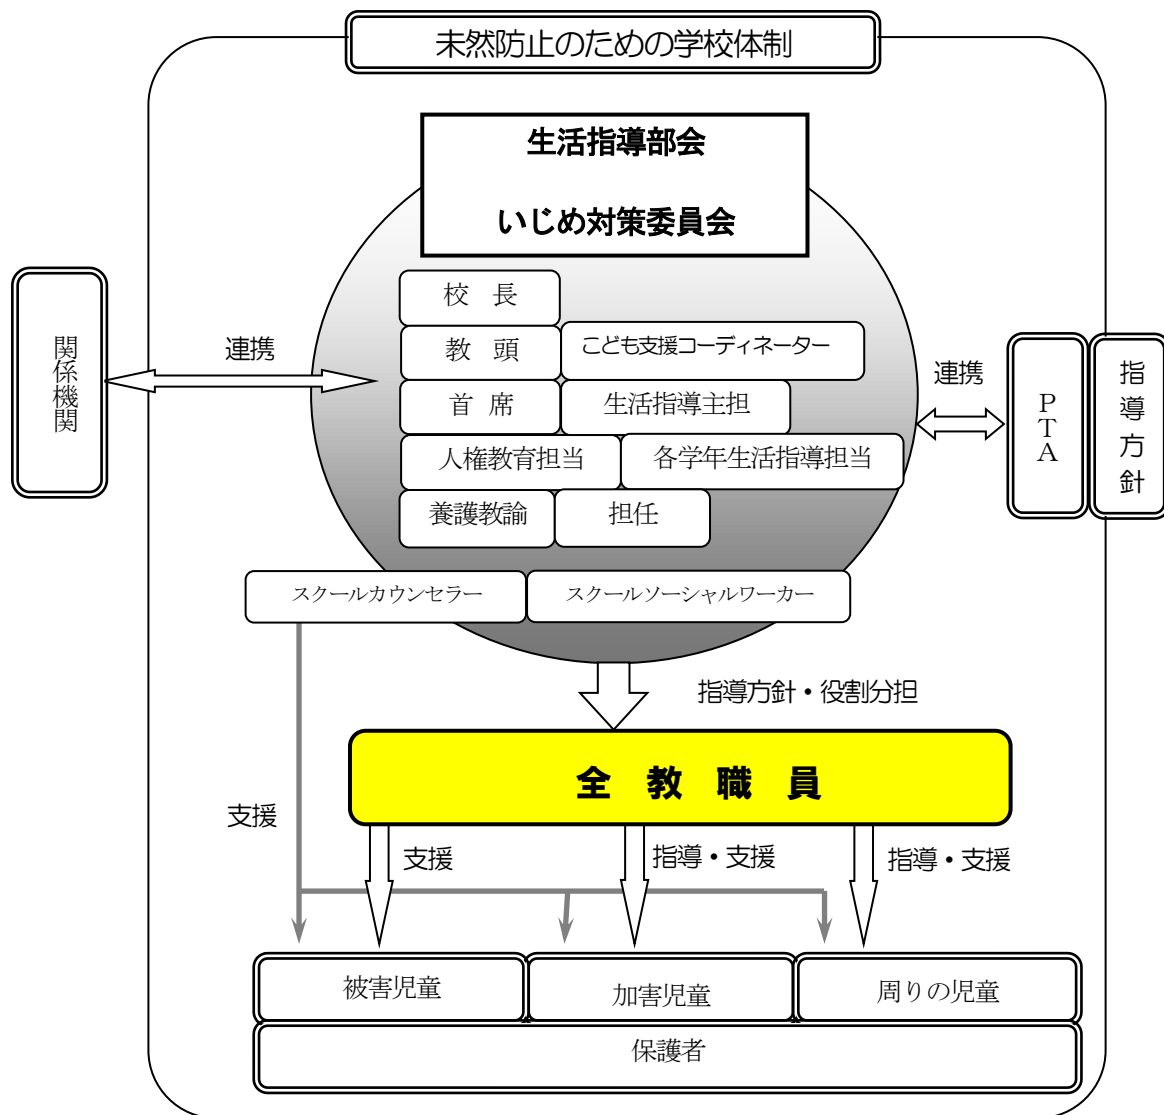 未然防止のための学校体制
生活指導部会
いじめ対策委員会
校　長
教　頭
こども支援コーディネーター
首　席
生活指導主担
人権教育担当
各学年生活指導担当
養護教諭
担任
スクールカウンセラー
スクールソーシャルワーカー
関係機関
連携
連携
ＰＴＡ
指導方針
指導方針・役割分担
全　教　職　員
支援
支援
指導・支援
指導・支援
被害児童
加害児童
周りの児童
保護者